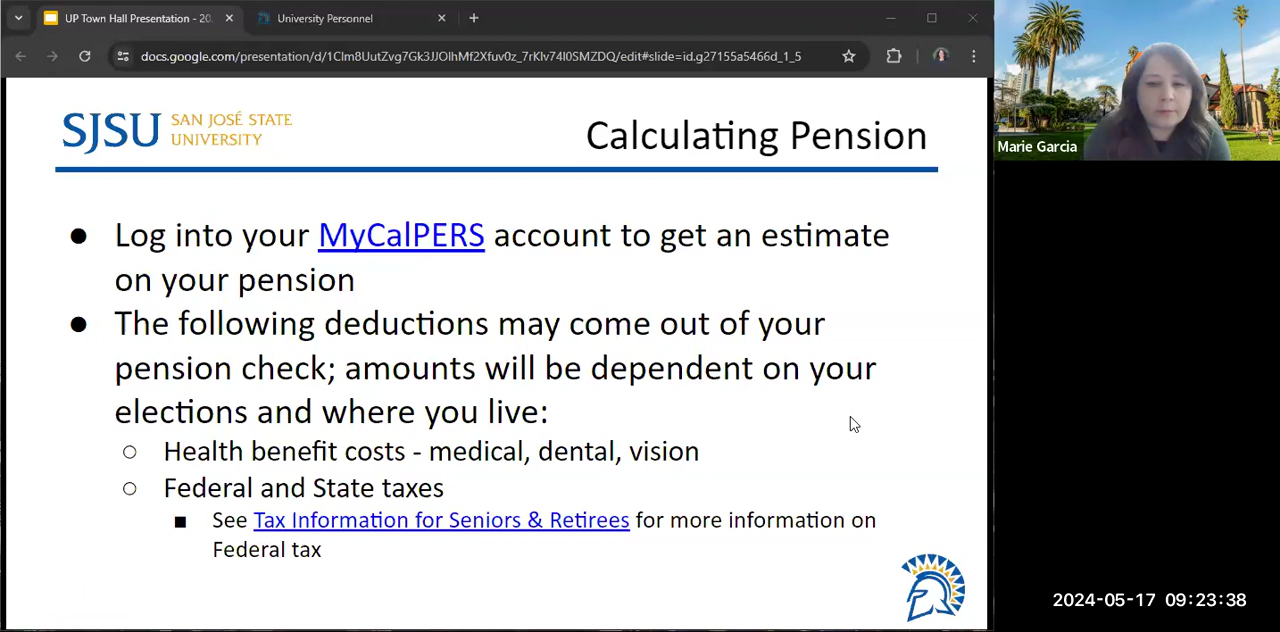 UP Town Hall Presentation - 20
University Personnel
docs.google.com/presentation/d/1Clm8UutZvg7Gk3JJOlhMf2Xfuv0z_7rKlv74I0SMZDQ/edit#slide=id.g27155a5466d_1_5
SJSU SAN JOSÉ STATE
UNIVERSITY
Calculating Pension
● Log into your MyCalPERS account to get an estimate
on your pension
● The following deductions may come out of your
pension check; amounts will be dependent on your
elections and where you live:
○ Health benefit costs - medical, dental, vision
○ Federal and State taxes
■ See Tax Information for Seniors & Retirees for more information on
Federal tax
Marie Garcia
2024-05-17 09:23:38